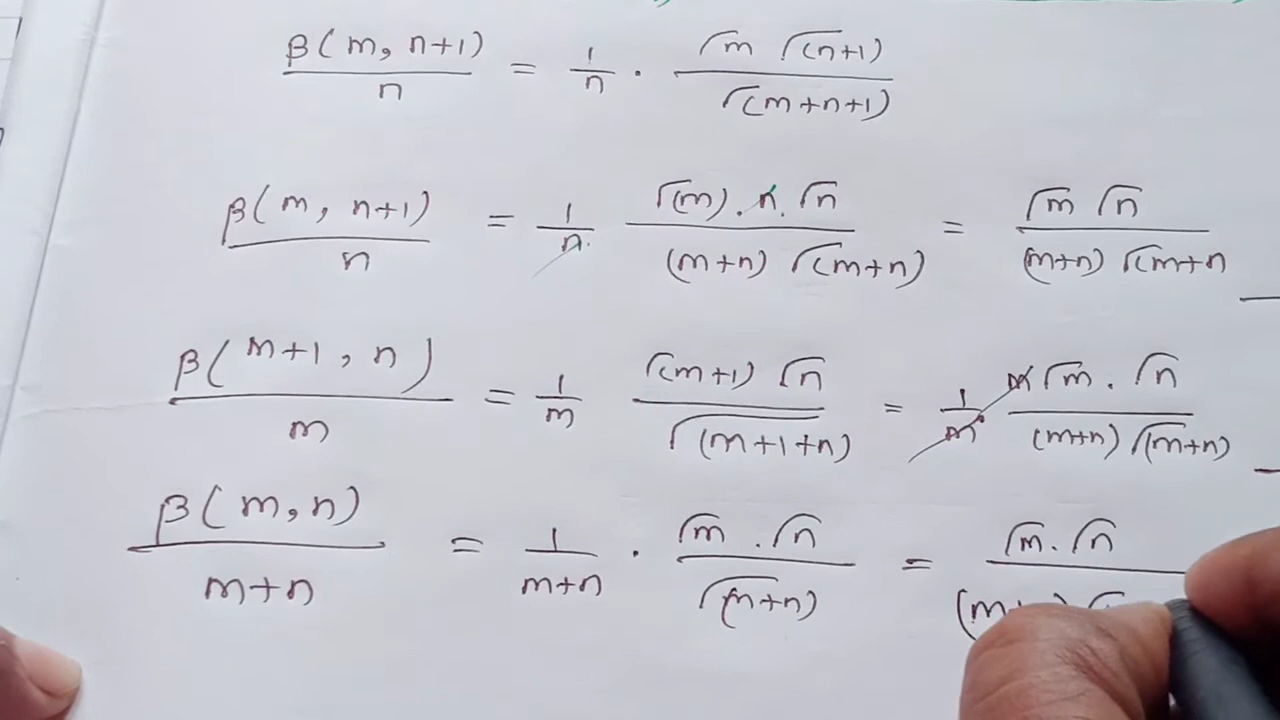 β(m, n+1)/n = 1/n · Γm Γ(n+1)/Γ(m+n+1)
β(m, n+1)/n = 1/n Γ(m).n.Γn/(m+n) Γ(m+n) = Γm Γn/(m+n) Γ(m+n
β(m+1, n)/m = 1/m Γ(m+1) Γn/Γ(m+1+n) = 1/m mΓm.Γn/(m+n) Γ(m+n)
β(m,n)/m+n = 1/m+n · Γm.Γn/Γ(m+n) = Γm.Γn/(m